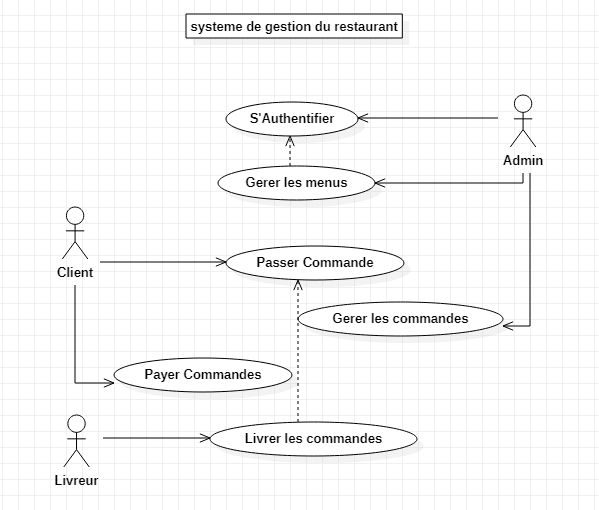 systeme de gestion du restaurant
S'Authentifier
Admin
Gerer les menus
Client
Passer Commande
Gerer les commandes
Payer Commandes
Livrer les commandes
Livreur